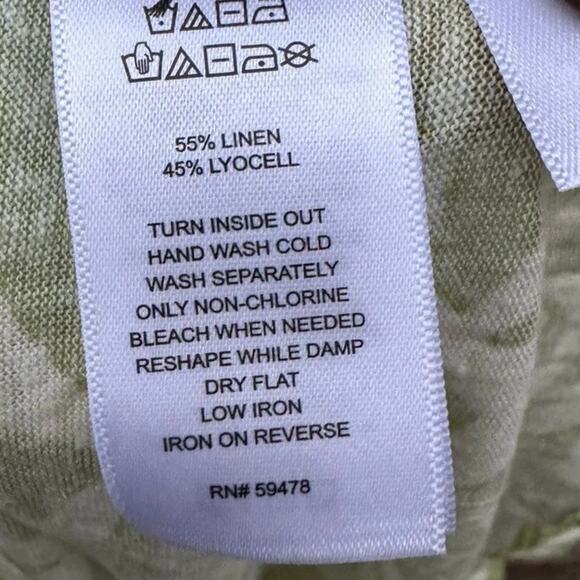 55% LINEN
45% LYOCELL
TURN INSIDE OUT
HAND WASH COLD
WASH SEPARATELY
ONLY NON-CHLORINE
BLEACH WHEN NEEDED
RESHAPE WHILE DAMP
DRY FLAT
LOW IRON
IRON ON REVERSE
RN# 59478